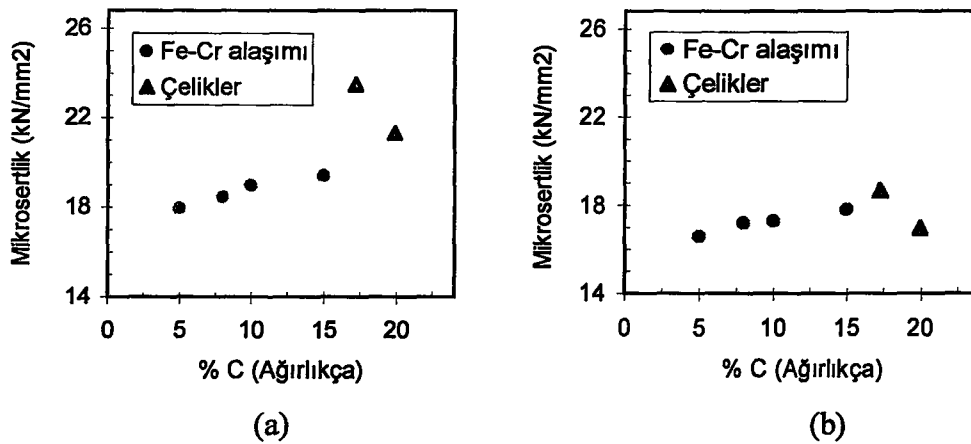 26
22
18
14
Mikrosertlik (kN/mm2)
● Fe-Cr alaşımı
▲ Çelikler
0 5 10 15 20
% C (Ağırlıkça)
(a)
26
22
18
14
Mikrosertlik (kN/mm2)
● Fe-Cr alaşımı
▲ Çelikler
0 5 10 15 20
% C (Ağırlıkça)
(b)